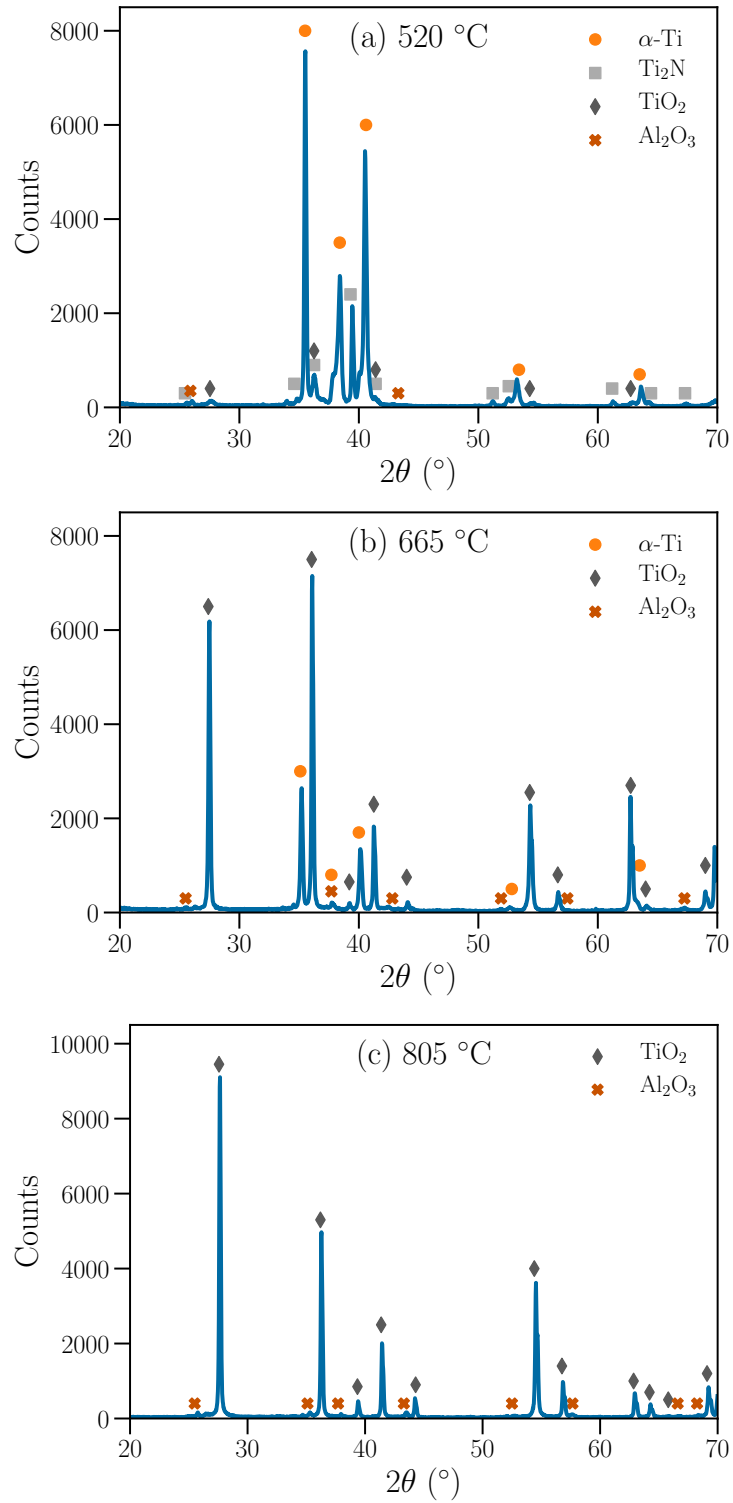 (a) 520 °C
α-Ti
Ti₂N
TiO₂
Al₂O₃
8000
6000
4000
2000
0
Counts
20 30 40 50 60 70
2θ (°)
(b) 665 °C
α-Ti
TiO₂
Al₂O₃
8000
6000
4000
2000
0
Counts
20 30 40 50 60 70
2θ (°)
(c) 805 °C
TiO₂
Al₂O₃
10000
8000
6000
4000
2000
0
Counts
20 30 40 50 60 70
2θ (°)